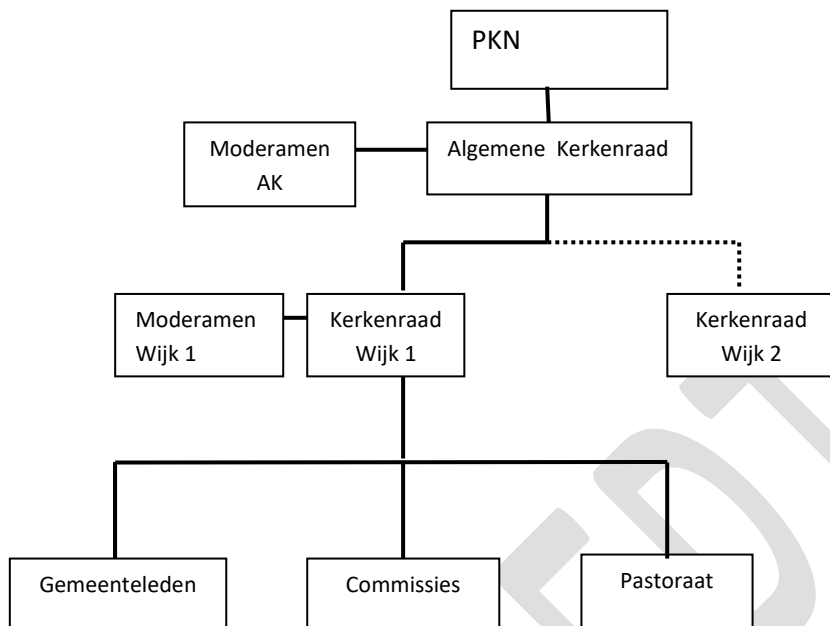 PKN
Moderamen
AK
Algemene Kerkenraad
Moderamen
Wijk 1
Kerkenraad
Wijk 1
Kerkenraad
Wijk 2
Gemeenteleden
Commissies
Pastoraat